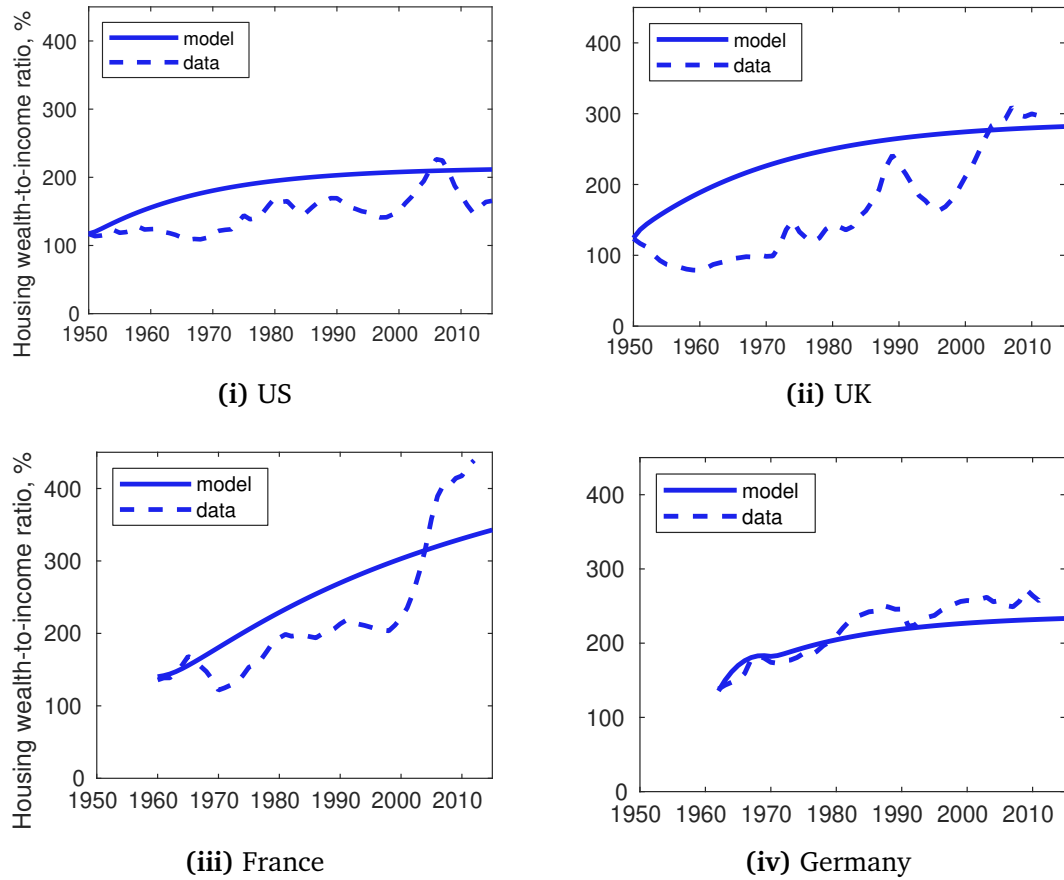 Housing wealth-to-income ratio, %
400
300
200
100
0
model
data
1950 1960 1970 1980 1990 2000 2010
(i) US
400
300
200
100
0
model
data
1950 1960 1970 1980 1990 2000 2010
(ii) UK
Housing wealth-to-income ratio, %
400
300
200
100
0
model
data
1950 1960 1970 1980 1990 2000 2010
(iii) France
400
300
200
100
0
model
data
1950 1960 1970 1980 1990 2000 2010
(iv) Germany